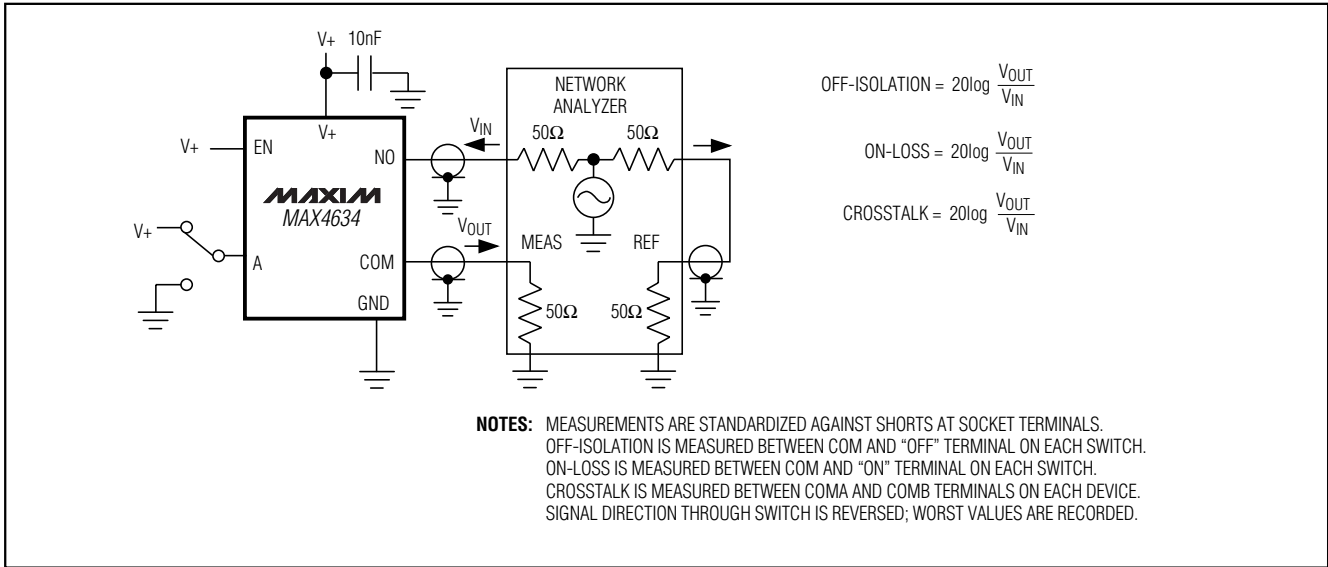 V+ 10nF
V+
V+
EN
NO
MAXIM
MAX4634
V+
A
COM
GND
VIN
VOUT
NETWORK
ANALYZER
50Ω 50Ω
MEAS REF
50Ω 50Ω
OFF-ISOLATION = 20log VOUT
VIN
ON-LOSS = 20log VOUT
VIN
CROSSTALK = 20log VOUT
VIN
NOTES: MEASUREMENTS ARE STANDARDIZED AGAINST SHORTS AT SOCKET TERMINALS.
OFF-ISOLATION IS MEASURED BETWEEN COM AND “OFF” TERMINAL ON EACH SWITCH.
ON-LOSS IS MEASURED BETWEEN COM AND “ON” TERMINAL ON EACH SWITCH.
CROSSTALK IS MEASURED BETWEEN COMA AND COMB TERMINALS ON EACH DEVICE.
SIGNAL DIRECTION THROUGH SWITCH IS REVERSED; WORST VALUES ARE RECORDED.